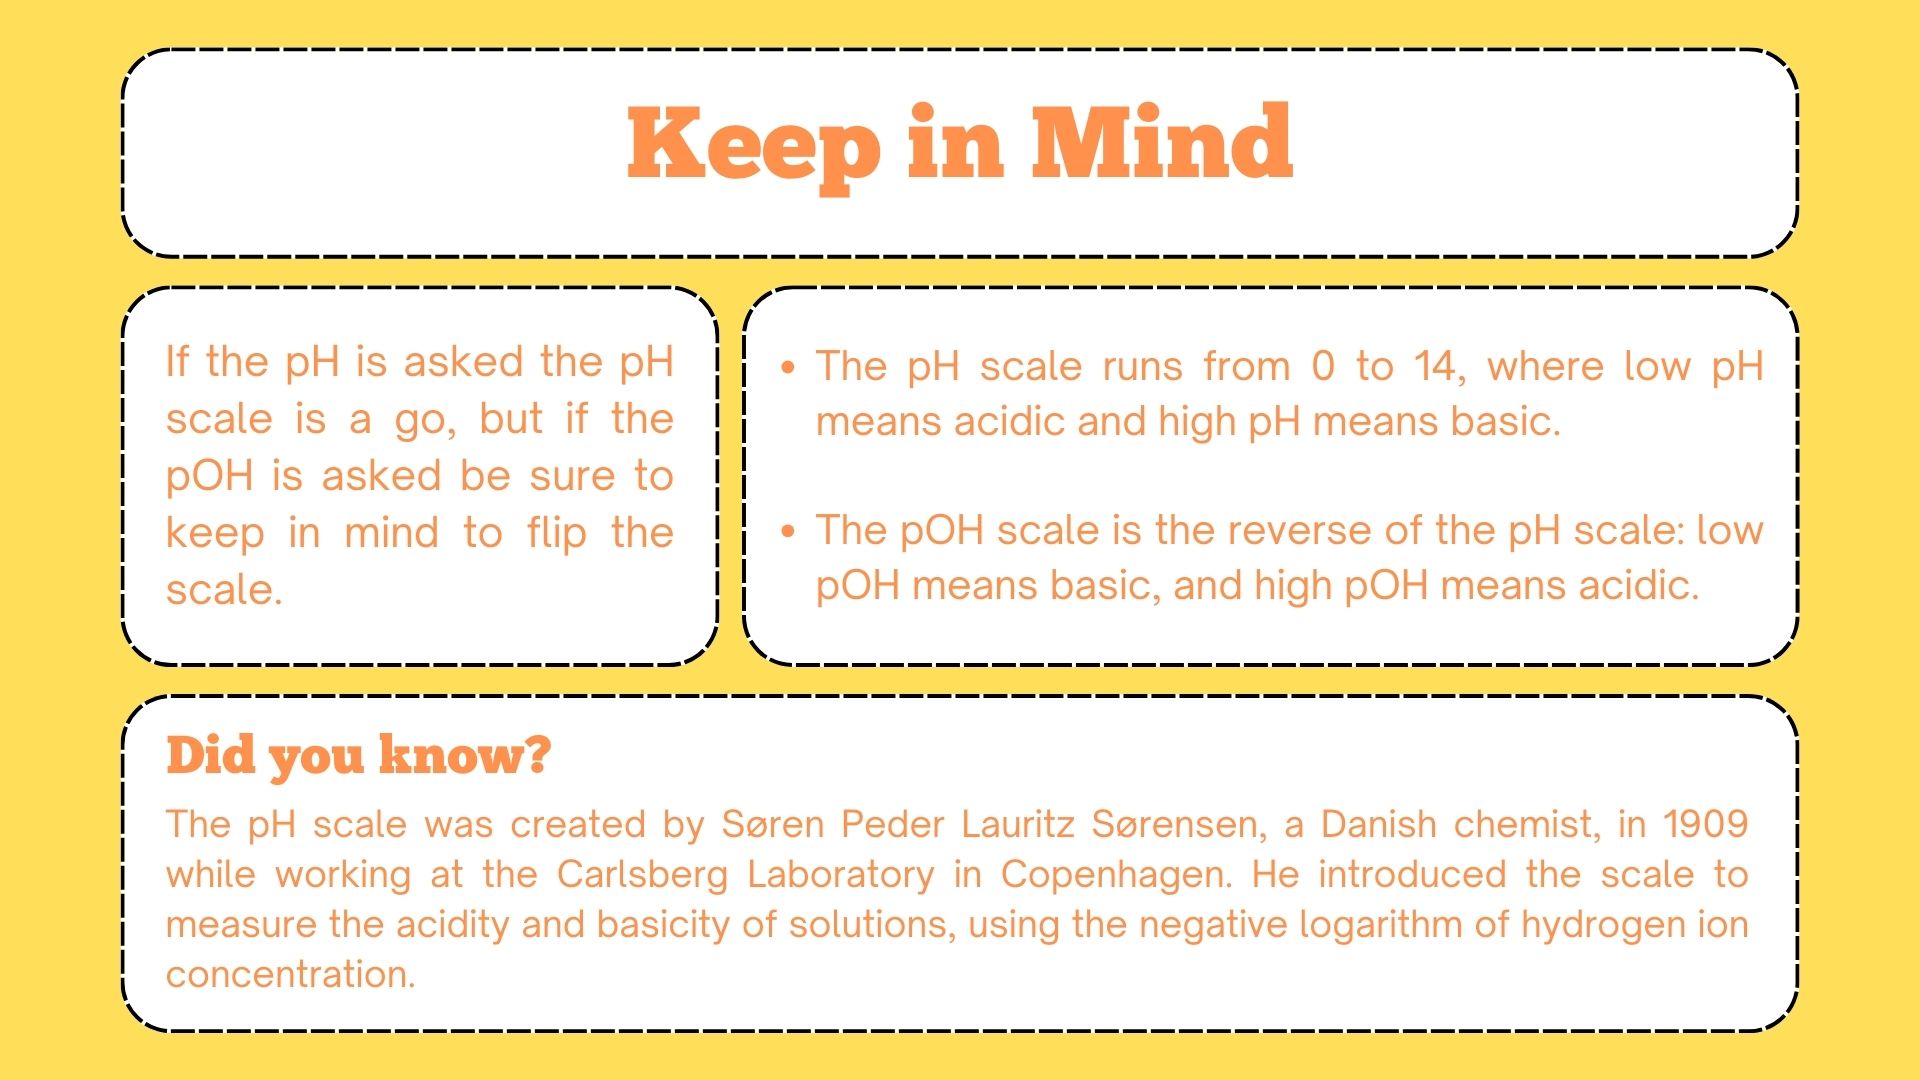 Keep in Mind
If the pH is asked the pH
scale is a go, but if the
pOH is asked be sure to
keep in mind to flip the
scale.
• The pH scale runs from 0 to 14, where low pH
means acidic and high pH means basic.
• The pOH scale is the reverse of the pH scale: low
pOH means basic, and high pOH means acidic.
Did you know?
The pH scale was created by Søren Peder Lauritz Sørensen, a Danish chemist, in 1909
while working at the Carlsberg Laboratory in Copenhagen. He introduced the scale to
measure the acidity and basicity of solutions, using the negative logarithm of hydrogen ion
concentration.